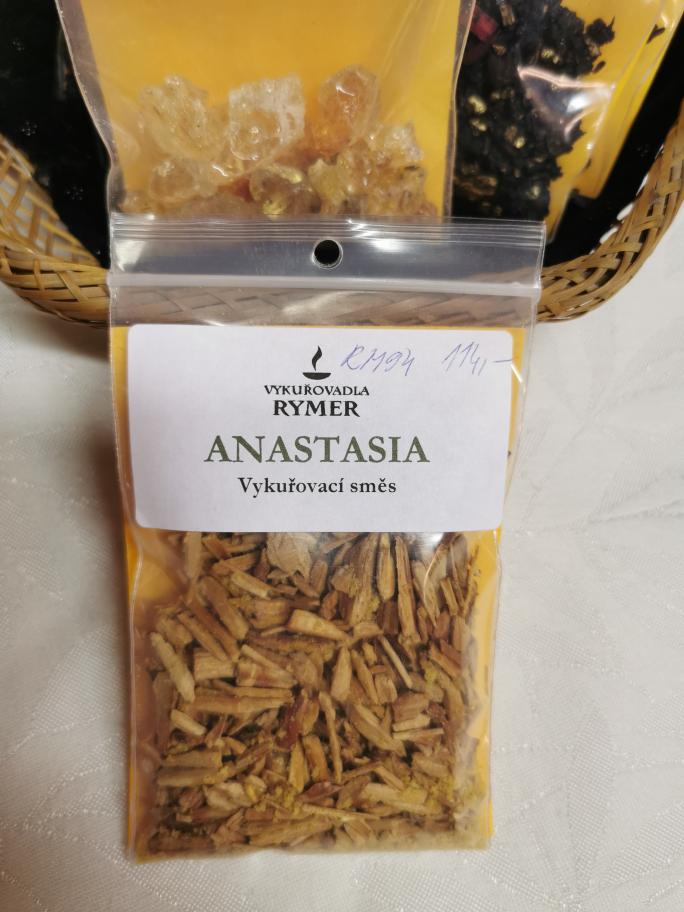 RM94 114,-
VYKUŘOVADLA
RYMER
ANASTASIA
Vykuřovací směs